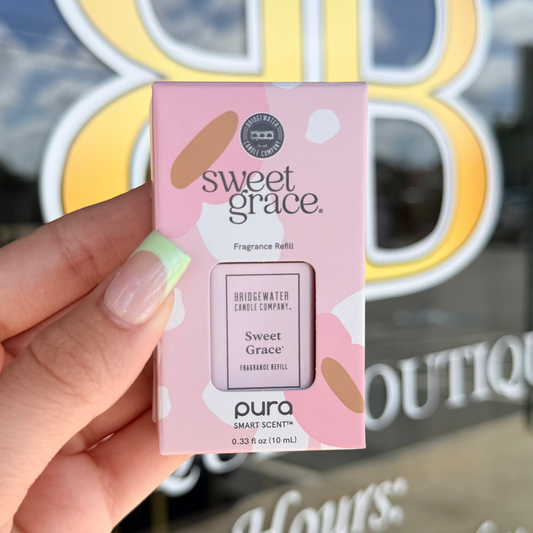 B B
BRIDGEWATER
CANDLE COMPANY
sweet
grace®
Fragrance Refill
BRIDGEWATER
CANDLE COMPANY®
Sweet
Grace®
FRAGRANCE REFILL
pura
SMART SCENT™
0.33 fl oz (10 mL)
Hours: